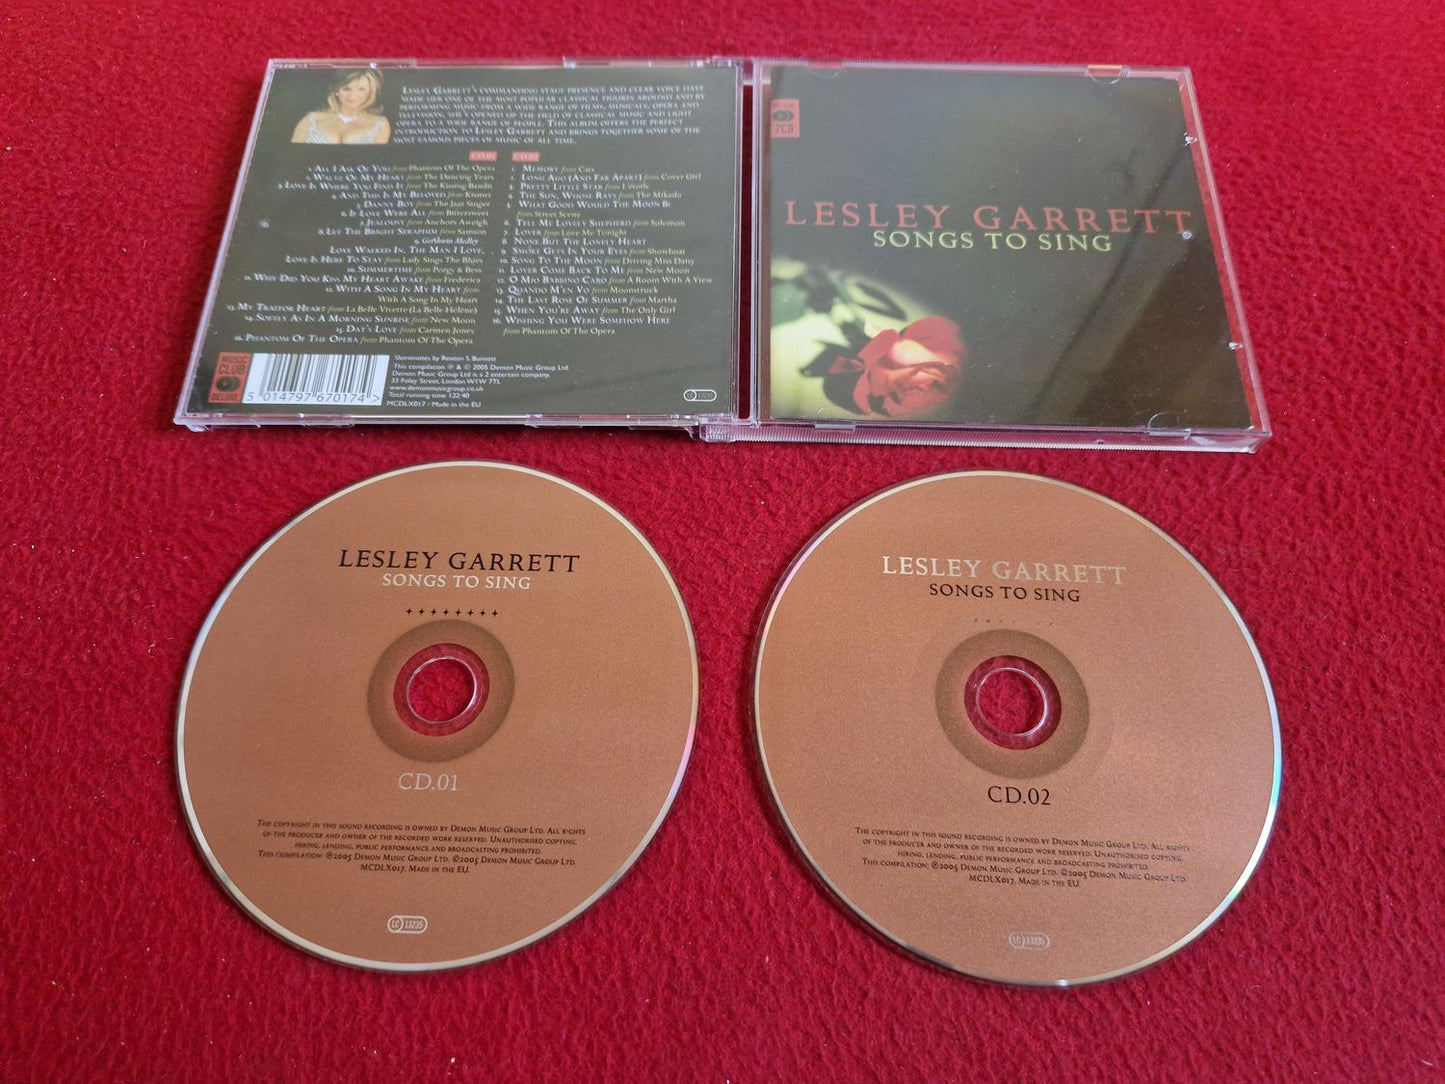 LESLEY GARRETT'S COMMANDING STAGE PRESENCE AND CLEAR VOICE HAVE
MADE HER ONE OF THE MOST POPULAR CLASSICAL FIGURES AROUND AND BY
PERFORMING MUSIC FROM A WIDE RANGE OF FILMS, MUSICALS, OPERA AND
TELEVISION, SHE'S OPENED UP THE FIELD OF CLASSICAL MUSIC AND LIGHT
OPERA TO A WIDE RANGE OF PEOPLE. THIS ALBUM OFFERS THE PERFECT
INTRODUCTION TO LESLEY GARRETT AND BRINGS TOGETHER SOME OF THE
MOST FAMOUS PIECES OF MUSIC OF ALL TIME.
CD.01
1. ALL I ASK OF YOU from Phantom Of The Opera
2. WALTZ OF MY HEART from The Dancing Years
3. LOVE IS WHERE YOU FIND IT from The Kissing Bandit
4. AND THIS IS MY BELOVED from Kismet
5. DANNY BOY from The Jazz Singer
6. IF LOVE WERE ALL from Bittersweet
7. JEALOUSY from Anchors Aweigh
8. LET THE BRIGHT SERAPHIM from Samson
9. Gershwin Medley
LOVE WALKED IN, THE MAN I LOVE,
LOVE IS HERE TO STAY from Lady Sings The Blues
10. SUMMERTIME from Porgy & Bess
11. WHY DID YOU KISS MY HEART AWAKE from Frederica
12. WITH A SONG IN MY HEART from
With A Song In My Heart
13. MY TRAITOR HEART from La Belle Vivette (La Belle Hélène)
14. SOFTLY AS IN A MORNING SUNRISE from New Moon
15. DAT'S LOVE from Carmen Jones
16. PHANTOM OF THE OPERA from Phantom Of The Opera
CD.02
1. MEMORY from Cats
2. LONG AGO (AND FAR APART) from Cover Girl
3. PRETTY LITTLE STAR from L'etoile
4. THE SUN, WHOSE RAYS from The Mikado
5. WHAT GOOD WOULD THE MOON BE
from Street Scene
6. TELL ME LOVELY SHEPHERD from Solomon
7. LOVER from Love Me Tonight
8. NONE BUT THE LONELY HEART
9. SMOKE GETS IN YOUR EYES from Showboat
10. SONG TO THE MOON from Driving Miss Daisy
11. LOVER COME BACK TO ME from New Moon
12. O MIO BABBINO CARO from A Room With A View
13. QUANDO M'EN VO from Moonstruck
14. THE LAST ROSE OF SUMMER from Martha
15. WHEN YOU'RE AWAY from The Only Girl
16. WISHING YOU WERE SOMEHOW HERE
from Phantom Of The Opera
MUSIC
CLUB
DELUXE
5 014797 670174 >
Sleevenotes by Rexton S. Bunnett
This compilation ℗ & © 2005 Demon Music Group Ltd.
Demon Music Group Ltd is a 2 entertain company.
33 Foley Street, London W1W 7TL
www.demonmusicgroup.co.uk
Total running time 122:40
MCDLX017 / Made in the EU
LC 13235
DELUXE
2CD
LESLEY GARRETT
SONGS TO SING
LESLEY GARRETT
SONGS TO SING
CD.01
THE COPYRIGHT IN THIS SOUND RECORDING IS OWNED BY DEMON MUSIC GROUP LTD. ALL RIGHTS
OF THE PRODUCER AND OWNER OF THE RECORDED WORK RESERVED. UNAUTHORISED COPYING,
HIRING, LENDING, PUBLIC PERFORMANCE AND BROADCASTING PROHIBITED.
THIS COMPILATION: ℗2005 DEMON MUSIC GROUP LTD. ©2005 DEMON MUSIC GROUP LTD.
MCDLX017. MADE IN THE EU.
LC 13235
LESLEY GARRETT
SONGS TO SING
CD.02
THE COPYRIGHT IN THIS SOUND RECORDING IS OWNED BY DEMON MUSIC GROUP LTD. ALL RIGHTS
OF THE PRODUCER AND OWNER OF THE RECORDED WORK RESERVED. UNAUTHORISED COPYING,
HIRING, LENDING, PUBLIC PERFORMANCE AND BROADCASTING PROHIBITED
THIS COMPILATION: ℗2005 DEMON MUSIC GROUP LTD. ©2005 DEMON MUSIC GROUP LTD.
MCDLX017. MADE IN THE EU
LC 13235